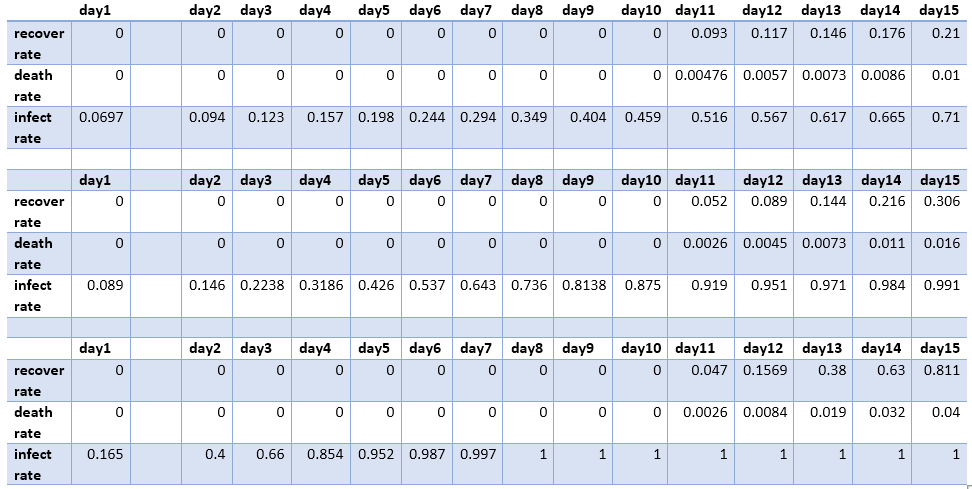 day1 day2 day3 day4 day5 day6 day7 day8 day9 day10 day11 day12 day13 day14 day15
recover 0 0 0 0 0 0 0 0 0 0 0.093 0.117 0.146 0.176 0.21
rate
death 0 0 0 0 0 0 0 0 0 0 0.00476 0.0057 0.0073 0.0086 0.01
rate
infect 0.0697 0.094 0.123 0.157 0.198 0.244 0.294 0.349 0.404 0.459 0.516 0.567 0.617 0.665 0.71
rate
day1 day2 day3 day4 day5 day6 day7 day8 day9 day10 day11 day12 day13 day14 day15
recover 0 0 0 0 0 0 0 0 0 0 0.052 0.089 0.144 0.216 0.306
rate
death 0 0 0 0 0 0 0 0 0 0 0.0026 0.0045 0.0073 0.011 0.016
rate
infect 0.089 0.146 0.2238 0.3186 0.426 0.537 0.643 0.736 0.8138 0.875 0.919 0.951 0.971 0.984 0.991
rate
day1 day2 day3 day4 day5 day6 day7 day8 day9 day10 day11 day12 day13 day14 day15
recover 0 0 0 0 0 0 0 0 0 0 0.047 0.1569 0.38 0.63 0.811
rate
death 0 0 0 0 0 0 0 0 0 0 0.0026 0.0084 0.019 0.032 0.04
rate
infect 0.165 0.4 0.66 0.854 0.952 0.987 0.997 1 1 1 1 1 1 1 1
rate